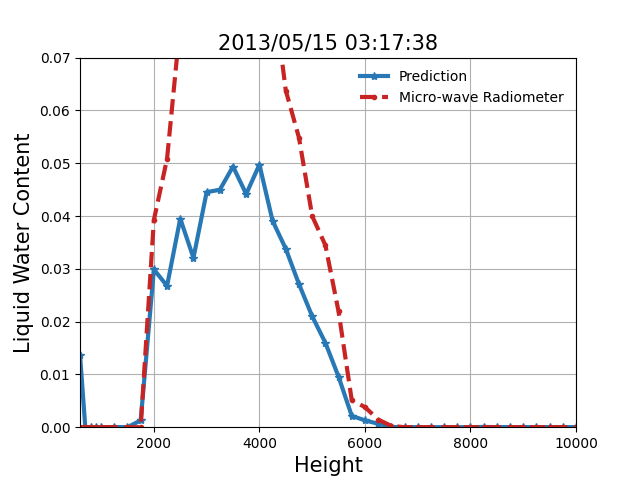 2013/05/15 03:17:38
0.07
0.06
0.05
0.04
0.03
0.02
0.01
0.00
Liquid Water Content
Prediction
Micro-wave Radiometer
2000 4000 6000 8000 10000
Height